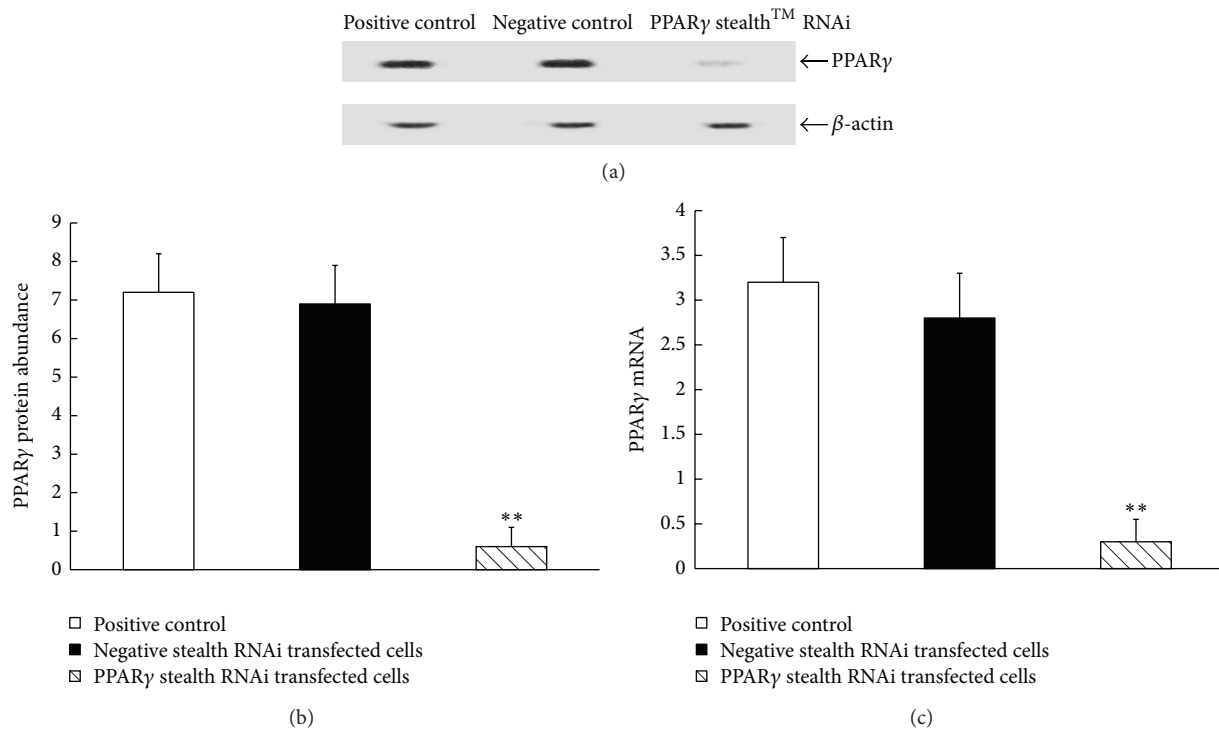 Positive control Negative control PPARγ stealth™ RNAi
←PPARγ
←β-actin
(a)
9
8
7
6
5
4
3
2
1
0
PPARγ protein abundance
**
□ Positive control
■ Negative stealth RNAi transfected cells
▧ PPARγ stealth RNAi transfected cells
(b)
4
3.5
3
2.5
2
1.5
1
0.5
0
PPARγ mRNA
**
□ Positive control
■ Negative stealth RNAi transfected cells
▧ PPARγ stealth RNAi transfected cells
(c)